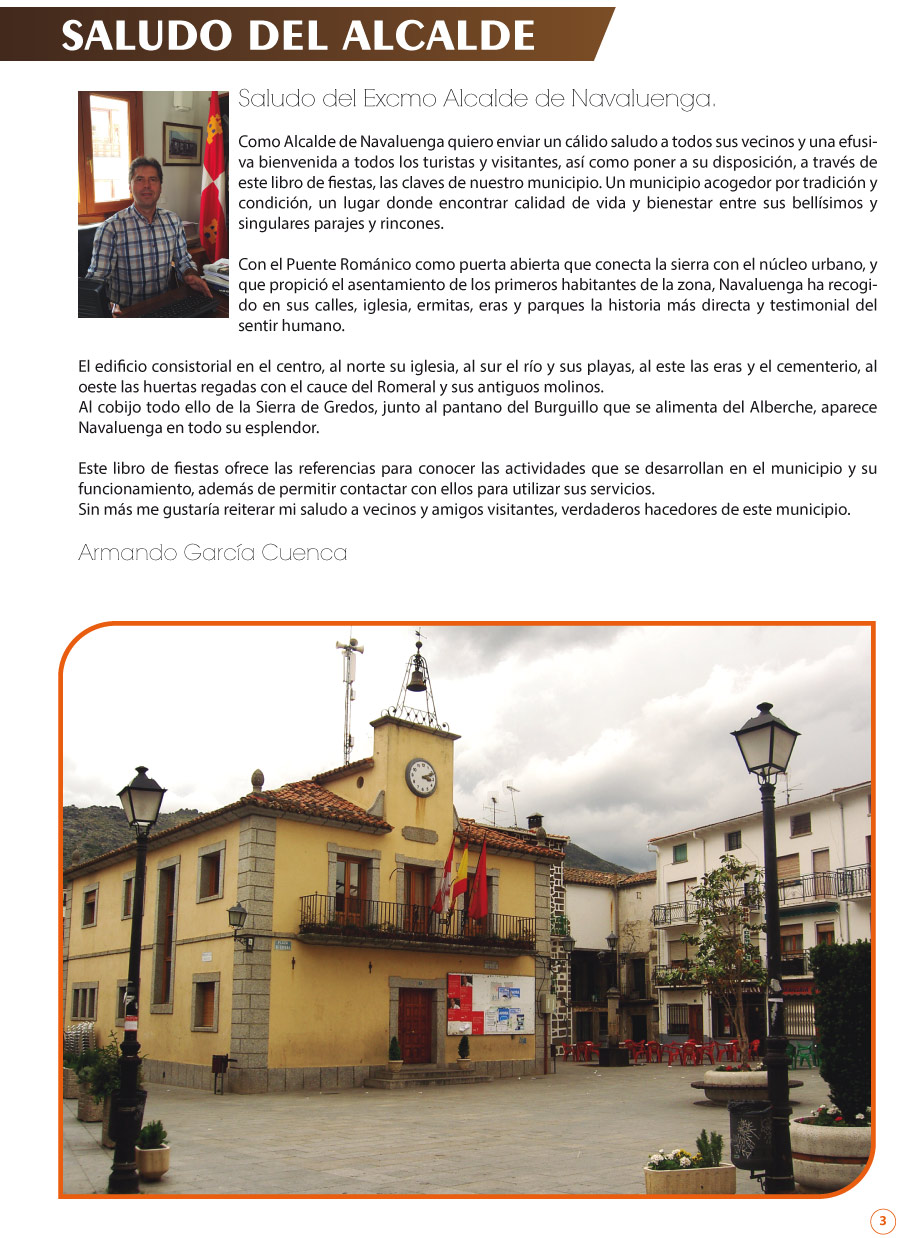 SALUDO DEL ALCALDE
Saludo del Excmo Alcalde de Navaluenga.
Como Alcalde de Navaluenga quiero enviar un cálido saludo a todos sus vecinos y una efusi-
va bienvenida a todos los turistas y visitantes, así como poner a su disposición, a través de
este libro de fiestas, las claves de nuestro municipio. Un municipio acogedor por tradición y
condición, un lugar donde encontrar calidad de vida y bienestar entre sus bellísimos y
singulares parajes y rincones.
Con el Puente Románico como puerta abierta que conecta la sierra con el núcleo urbano, y
que propició el asentamiento de los primeros habitantes de la zona, Navaluenga ha recogi-
do en sus calles, iglesia, ermitas, eras y parques la historia más directa y testimonial del
sentir humano.
El edificio consistorial en el centro, al norte su iglesia, al sur el río y sus playas, al este las eras y el cementerio, al
oeste las huertas regadas con el cauce del Romeral y sus antiguos molinos.
Al cobijo todo ello de la Sierra de Gredos, junto al pantano del Burguillo que se alimenta del Alberche, aparece
Navaluenga en todo su esplendor.
Este libro de fiestas ofrece las referencias para conocer las actividades que se desarrollan en el municipio y su
funcionamiento, además de permitir contactar con ellos para utilizar sus servicios.
Sin más me gustaría reiterar mi saludo a vecinos y amigos visitantes, verdaderos hacedores de este municipio.
Armando García Cuenca
3